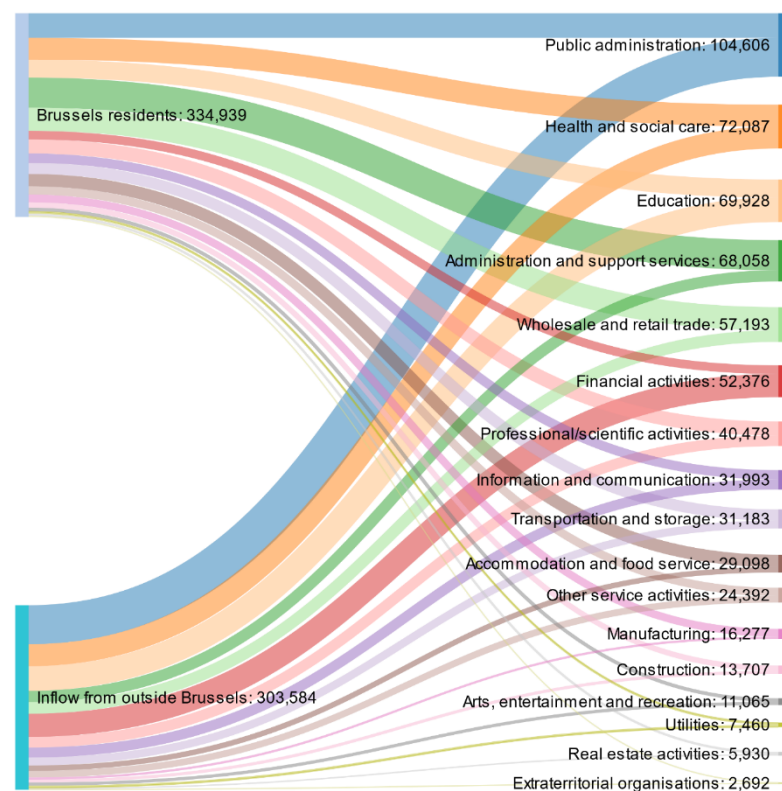 Public administration: 104,606
Brussels residents: 334,939
Health and social care: 72,087
Education: 69,928
Administration and support services: 68,058
Wholesale and retail trade: 57,193
Financial activities: 52,376
Professional/scientific activities: 40,478
Information and communication: 31,993
Transportation and storage: 31,183
Accommodation and food service: 29,098
Other service activities: 24,392
Manufacturing: 16,277
Construction: 13,707
Inflow from outside Brussels: 303,584
Arts, entertainment and recreation: 11,065
Utilities: 7,460
Real estate activities: 5,930
Extraterritorial organisations: 2,692